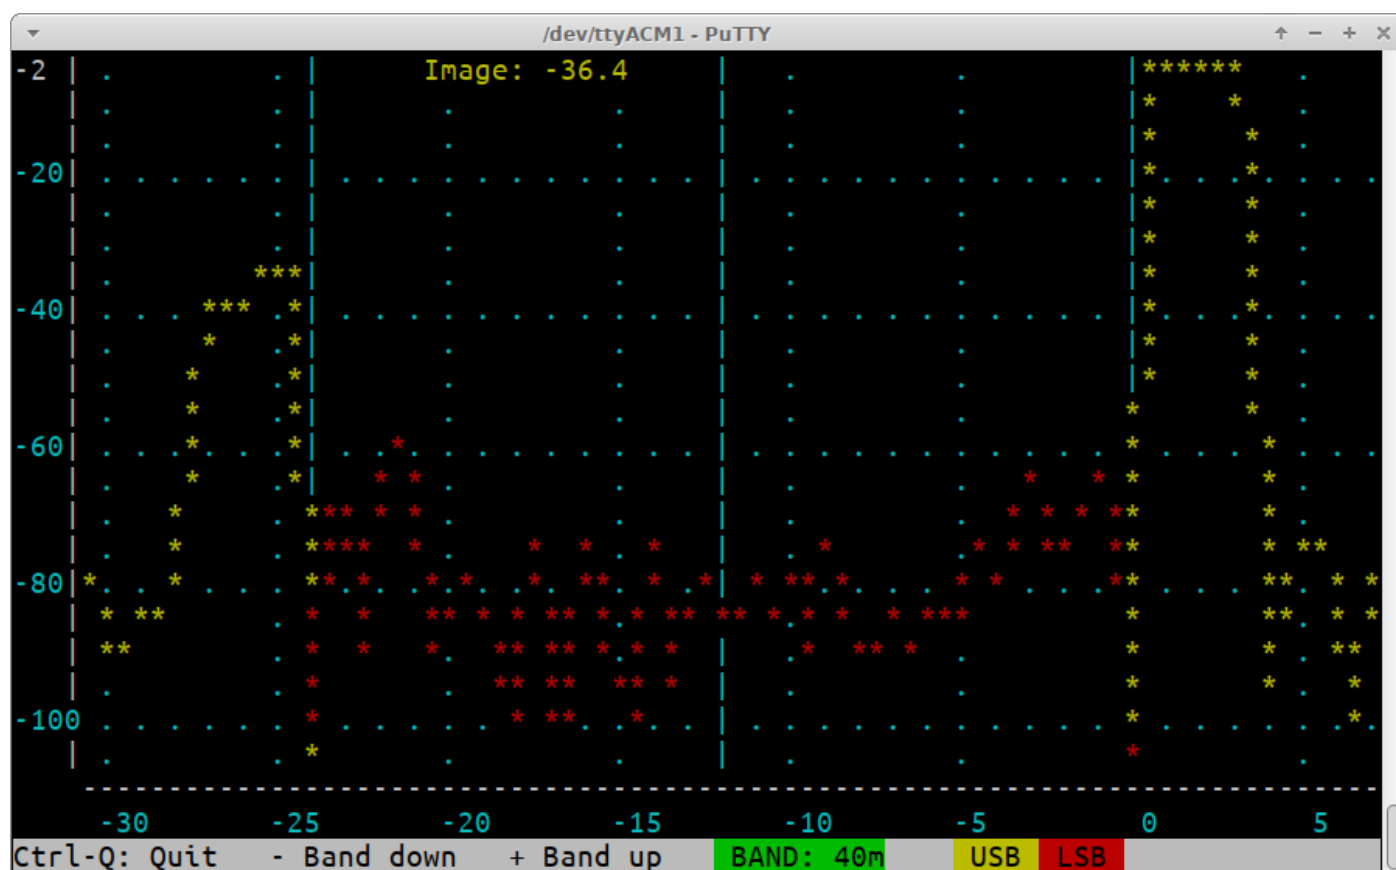 /dev/ttyACM1 - PuTTY
-2 Image: -36.4
-20
-40
-60
-80
-100
-30 -25 -20 -15 -10 -5 0 5
Ctrl-Q: Quit - Band down + Band up BAND: 40m USB LSB